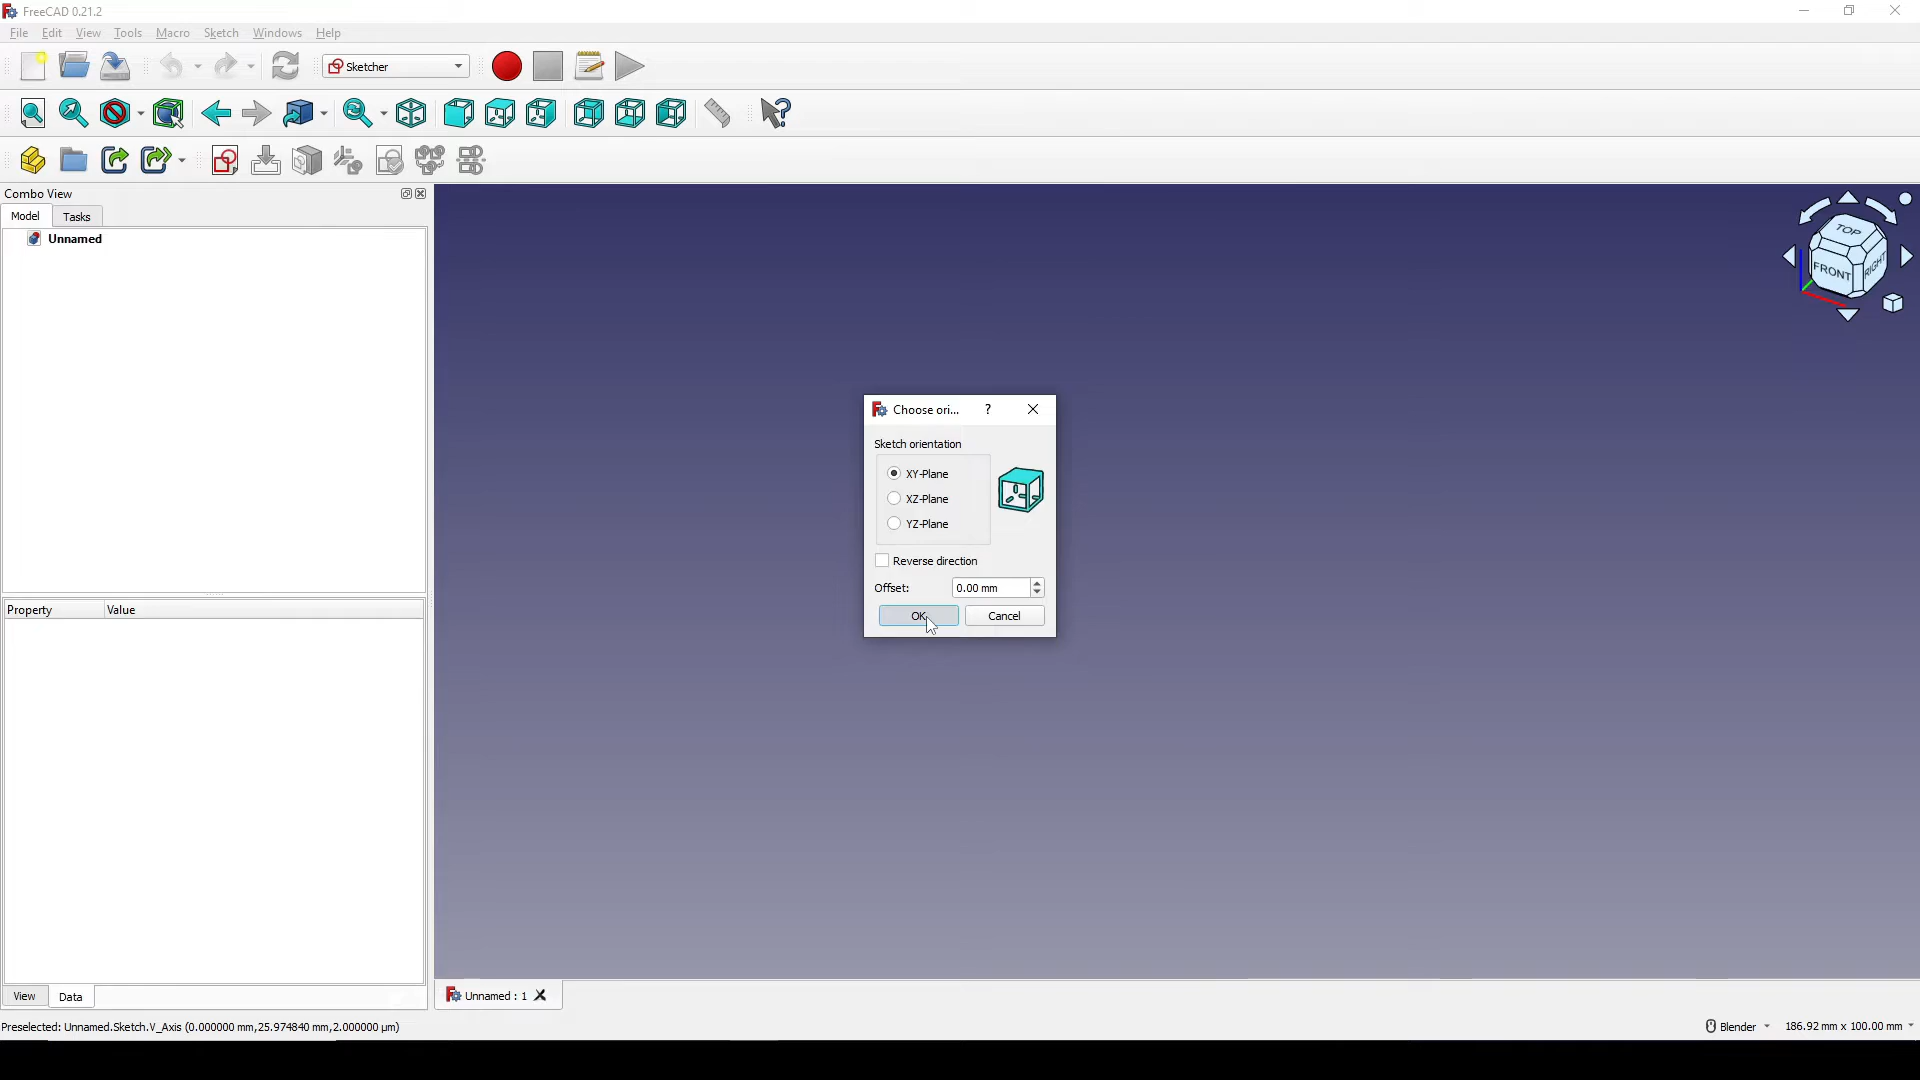 FreeCAD 0.21.2
File Edit View Tools Macro Sketch Windows Help
Sketcher
Combo View
Model Tasks
Unnamed
TOP
FRONT RIGHT
Choose ori...
?
Sketch orientation
XY-Plane
XZ-Plane
YZ-Plane
Reverse direction
Offset: 0.00 mm
OK Cancel
Property Value
View Data
Unnamed : 1
Preselected: Unnamed.Sketch.V_Axis (0.000000 mm,25.974840 mm,2.000000 µm)
Blender 186.92 mm x 100.00 mm